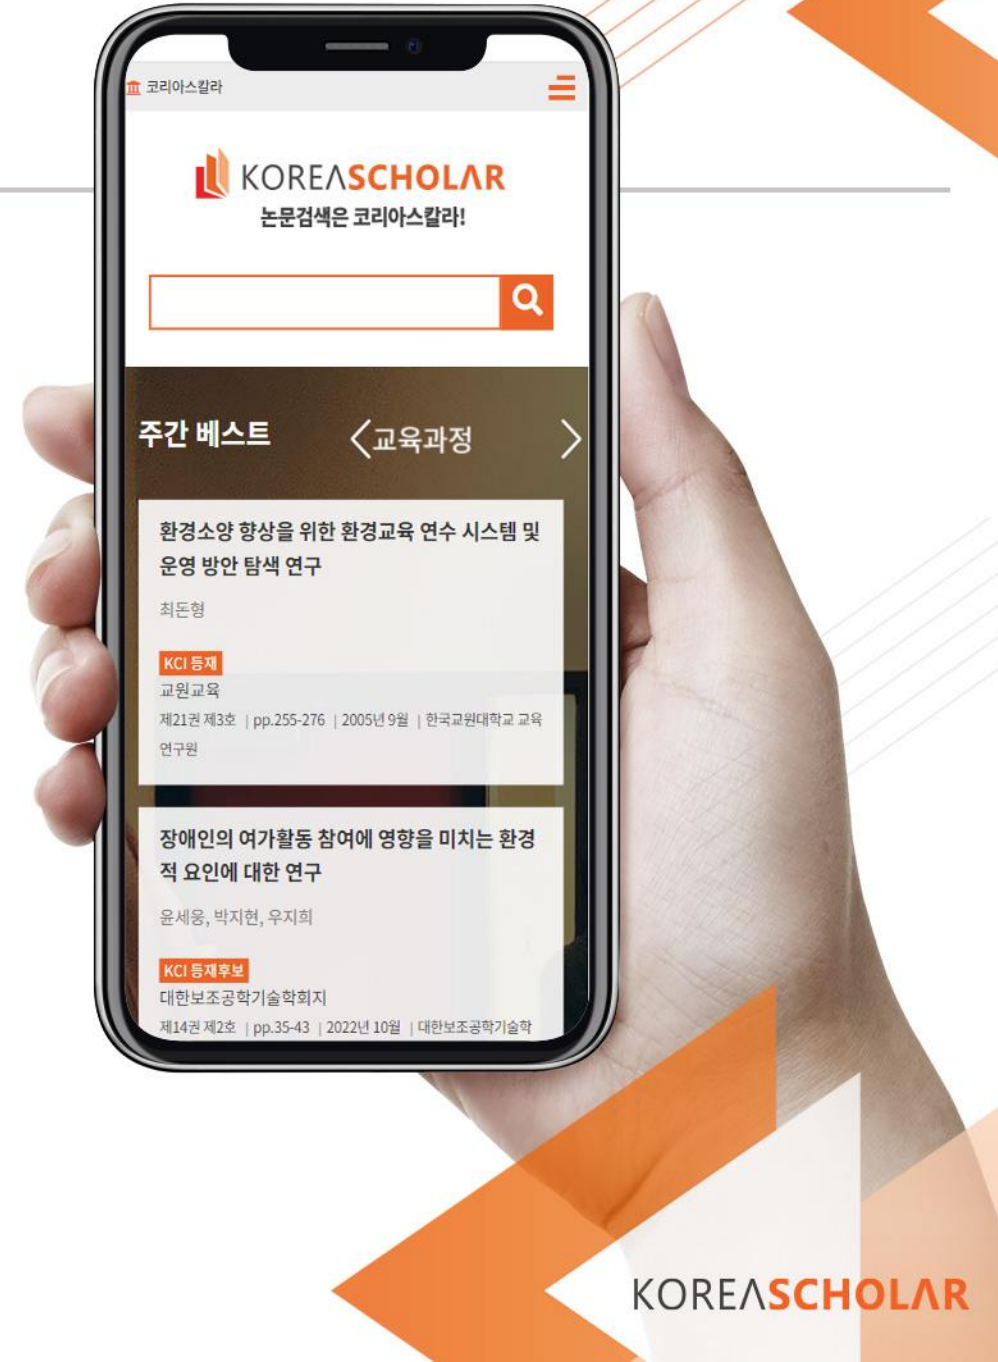 코리아스칼라
KOREASCHOLAR
논문검색은 코리아스칼라!
주간 베스트
교육과정
환경소양 향상을 위한 환경교육 연수 시스템 및
운영 방안 탐색 연구
최돈형
KCI 등재
교원교육
제21권 제3호 | pp.255-276 | 2005년 9월 | 한국교원대학교 교육
연구원
장애인의 여가활동 참여에 영향을 미치는 환경
적 요인에 대한 연구
윤세웅, 박지현, 우지희
KCI 등재후보
대한보조공학기술학회지
제14권 제2호 | pp.35-43 | 2022년 10월 | 대한보조공학기술학
KOREASCHOLAR